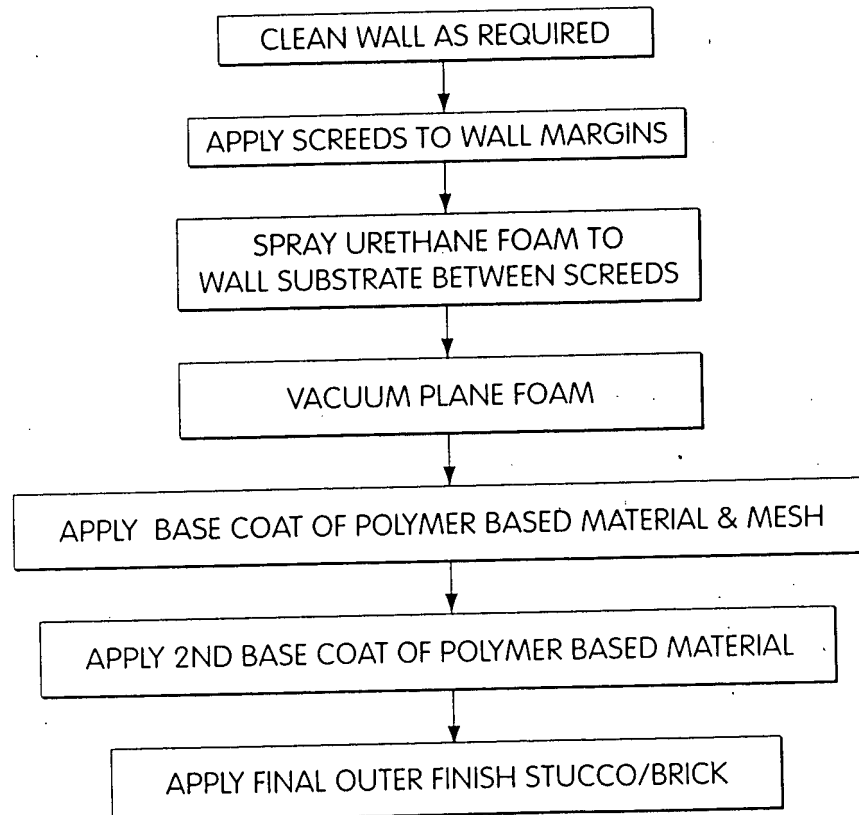 CLEAN WALL AS REQUIRED
APPLY SCREEDS TO WALL MARGINS
SPRAY URETHANE FOAM TO
WALL SUBSTRATE BETWEEN SCREEDS
VACUUM PLANE FOAM
APPLY BASE COAT OF POLYMER BASED MATERIAL & MESH
APPLY 2ND BASE COAT OF POLYMER BASED MATERIAL
APPLY FINAL OUTER FINISH STUCCO/BRICK